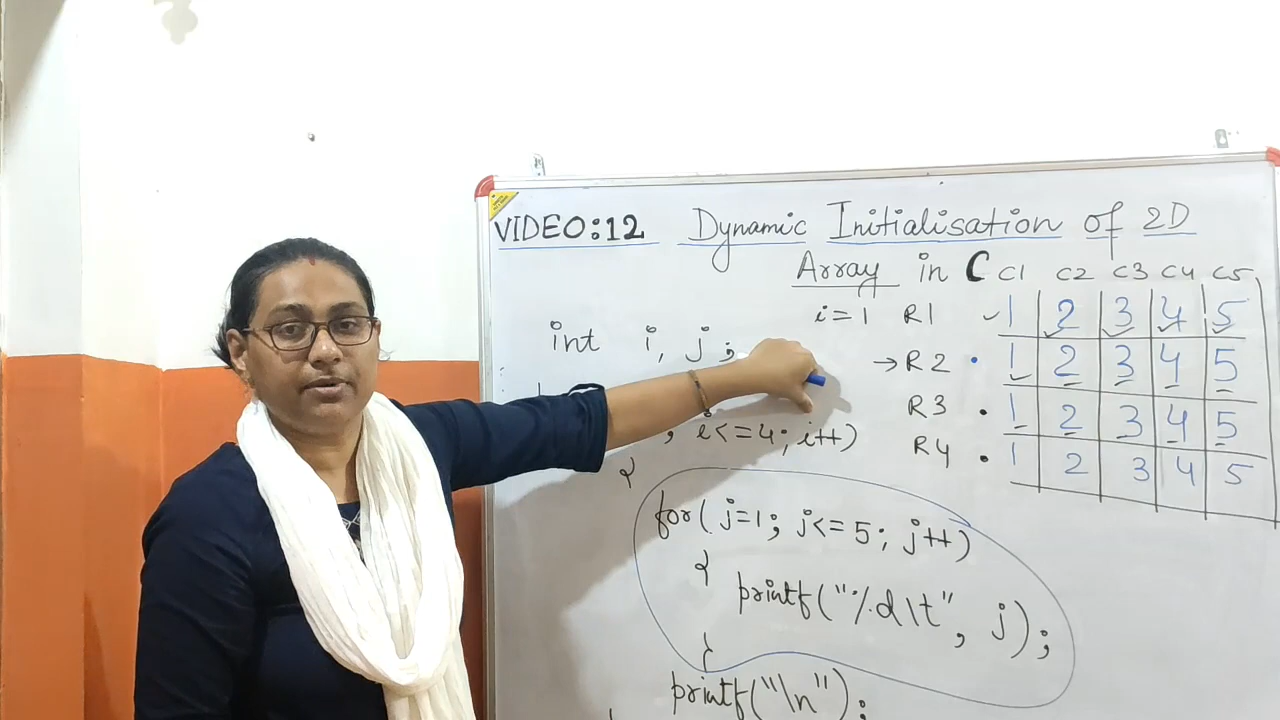 VIDEO:12 Dynamic Initialisation of 2D
Array in C C1 C2 C3 C4 C5
i=1 R1 1 2 3 4 5
int i, j;
→R2 1 2 3 4 5
R3 1 2 3 4 5
; i<=4; i++)
R4 1 2 3 4 5
{
for( j=1; j<=5; j++)
{
printf("%d\t", j);
}
printf("\n");